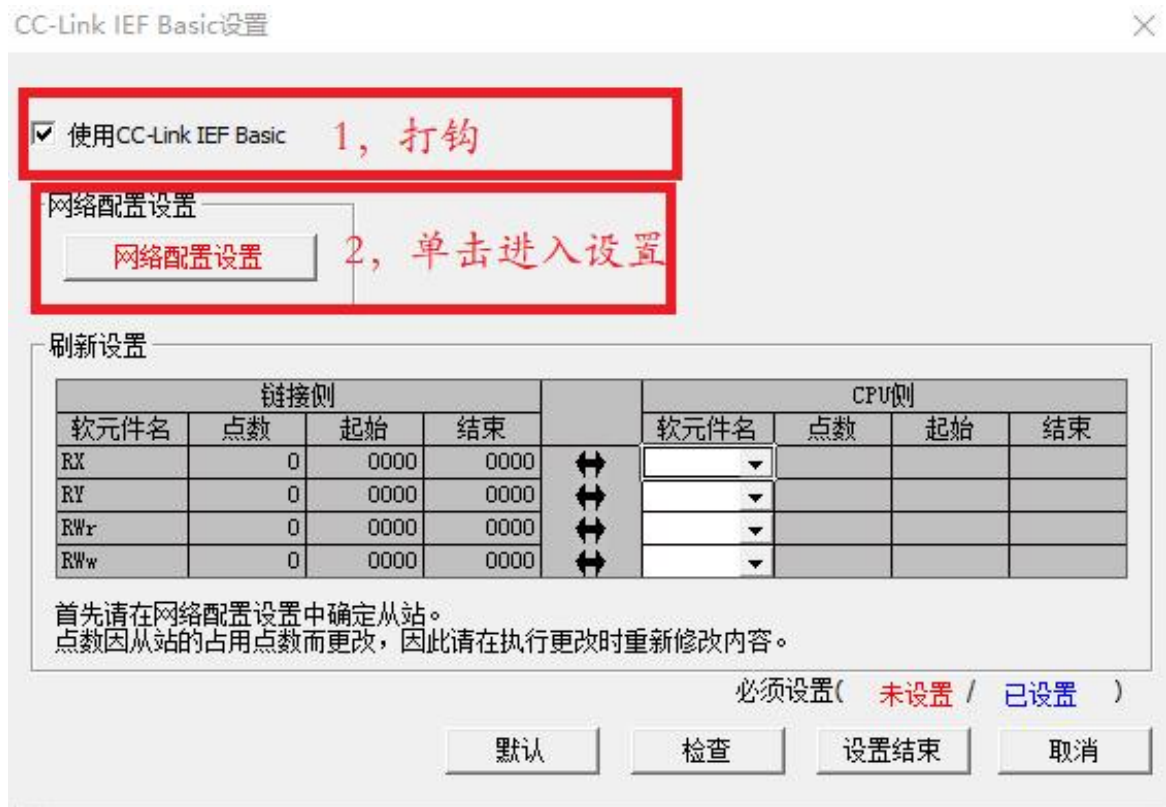 CC-Link IEF Basic设置
使用CC-Link IEF Basic 1，打钩
网络配置设置
网络配置设置 2，单击进入设置
刷新设置
链接侧 CPU侧
软元件名 点数 起始 结束 软元件名 点数 起始 结束
RX 0 0000 0000
RY 0 0000 0000
RWr 0 0000 0000
RWw 0 0000 0000
首先请在网络配置设置中确定从站。
点数因从站的占用点数而更改，因此请在执行更改时重新修改内容。
必须设置( 未设置 / 已设置 )
默认 检查 设置结束 取消